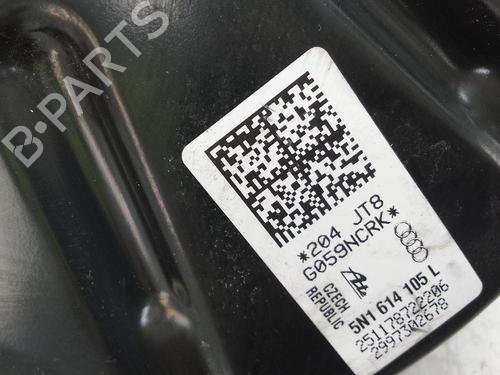 B-PARTS
*204 JT8
G059NCRK*
CZECH
REPUBLIC
5N1 614 105 L
25117872206
2997302678